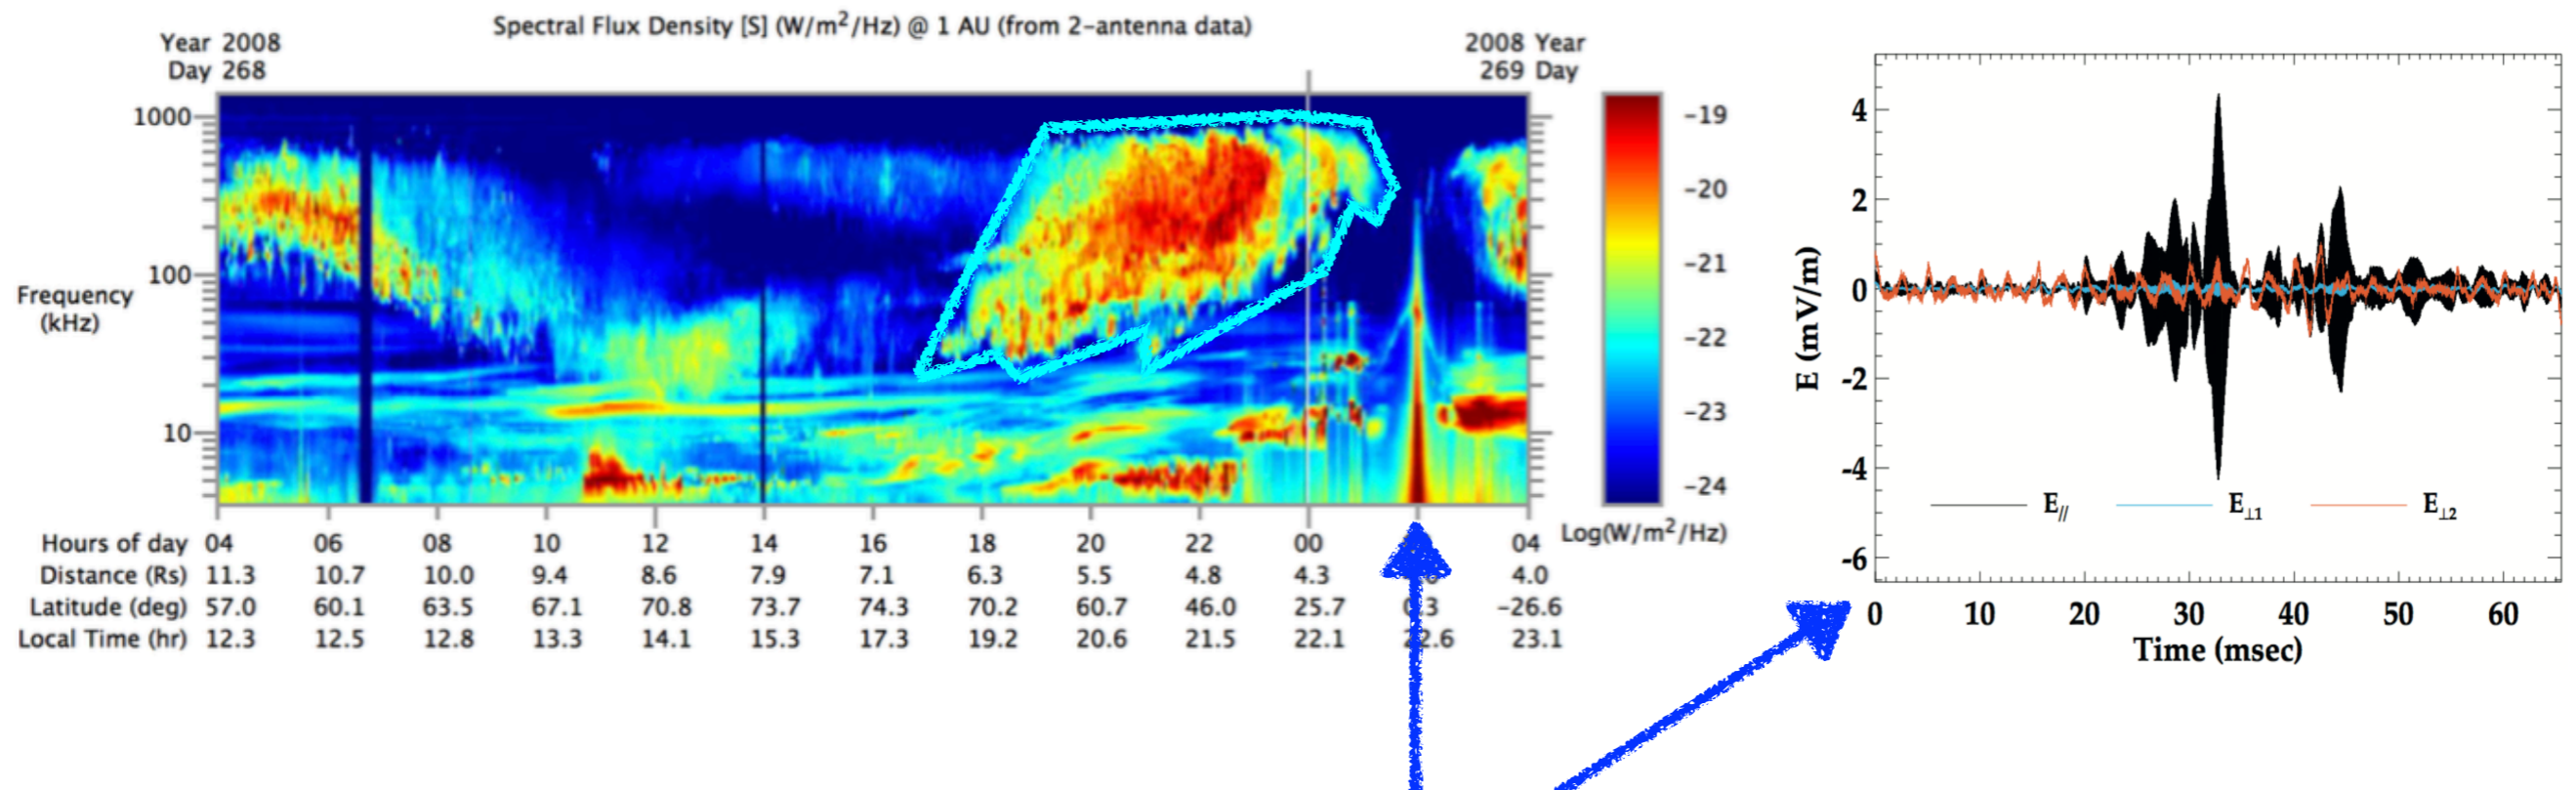 Spectral Flux Density [S] (W/m²/Hz) @ 1 AU (from 2-antenna data)
Year 2008
Day 268
2008 Year
269 Day
1000
100
10
Frequency
(kHz)
-19
-20
-21
-22
-23
-24
Log(W/m²/Hz)
Hours of day 04 06 08 10 12 14 16 18 20 22 00 04
Distance (Rs) 11.3 10.7 10.0 9.4 8.6 7.9 7.1 6.3 5.5 4.8 4.3 4.0
Latitude (deg) 57.0 60.1 63.5 67.1 70.8 73.7 74.3 70.2 60.7 46.0 25.7 -26.6
Local Time (hr) 12.3 12.5 12.8 13.3 14.1 15.3 17.3 19.2 20.6 21.5 22.1 22.6 23.1
E (mV/m)
4
2
0
-2
-4
-6
E// E⊥1 E⊥2
0 10 20 30 40 50 60
Time (msec)